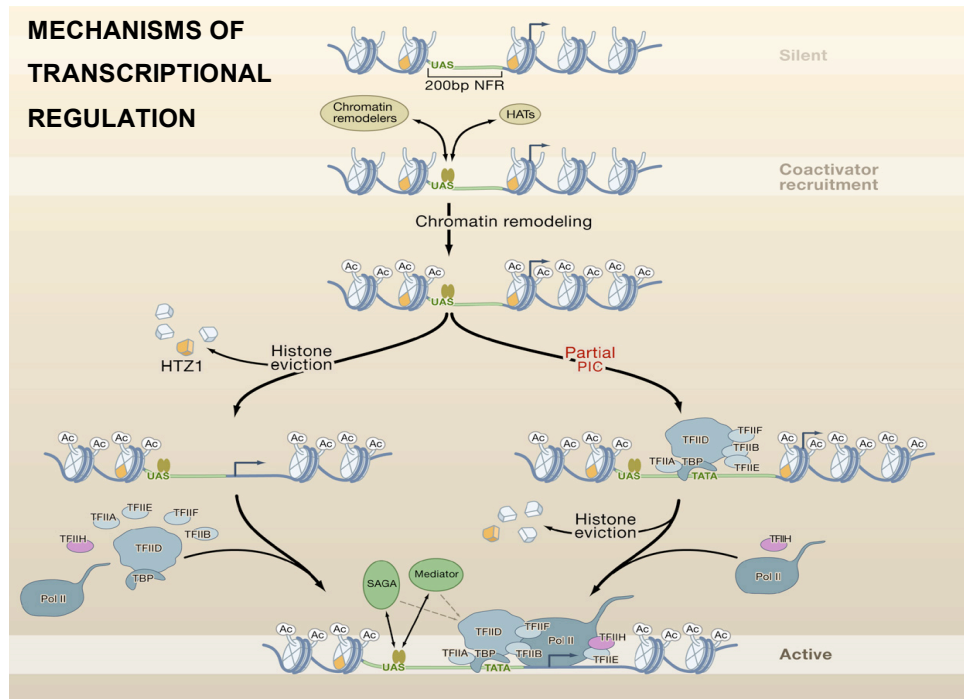 MECHANISMS OF
TRANSCRIPTIONAL
REGULATION
UAS
200bp NFR
Silent
Chromatin
remodelers
HATs
UAS
Coactivator
recruitment
Chromatin remodeling
Ac Ac Ac Ac Ac Ac Ac Ac Ac Ac
UAS
HTZ1
Histone
eviction
Partial
PIC
Ac Ac Ac Ac Ac Ac Ac Ac
UAS
Ac Ac Ac Ac Ac Ac Ac Ac Ac Ac
UAS
TFIID
TFIIF
TFIIB
TFIIA
TBP
TFIIE
TATA
TFIIH
TFIIA
TFIIE
TFIIF
TFIIB
TFIID
TBP
Pol II
Histone
eviction
TFIIH
Pol II
SAGA
Mediator
Ac Ac Ac Ac Ac Ac
UAS
TFIID
TFIIF
Pol II
TFIIH
TFIIA
TBP
TFIIB
TFIIE
TATA
Active